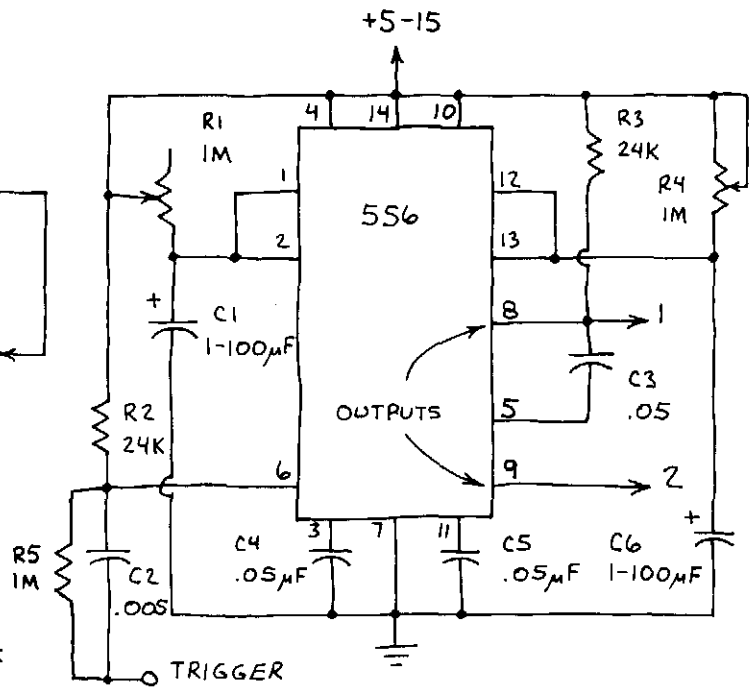 +5-15
4
14
10
R1
1M
R3
24K
1
12
R4
1M
556
2
13
+
C1
1-100µF
8
1
C3
.05
OUTPUTS
5
R2
24K
6
9
2
+
3
7
11
C4
.05µF
C5
.05µF
C6
1-100µF
R5
1M
C2
.005
TRIGGER